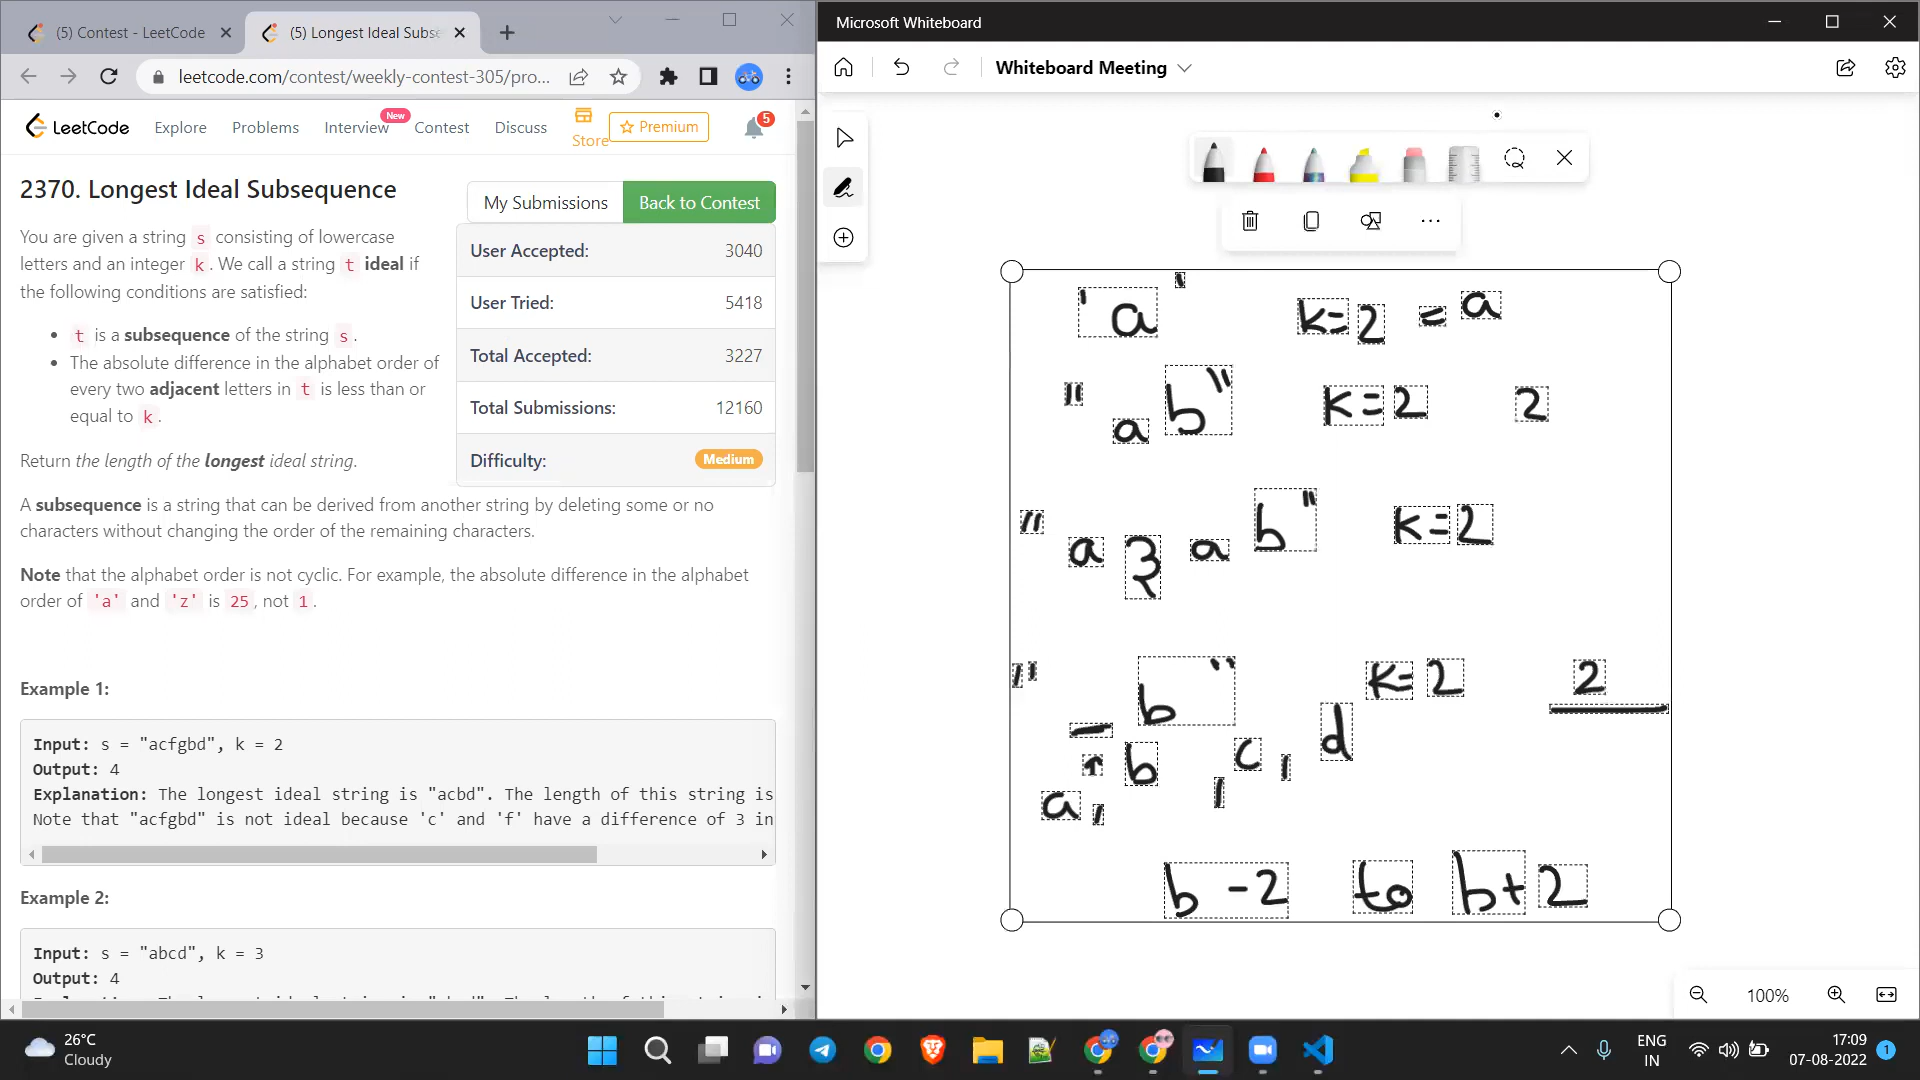 (5) Contest - LeetCode
(5) Longest Ideal Subse
leetcode.com/contest/weekly-contest-305/pro...
LeetCode
Explore
Problems
Interview
New
Contest
Discuss
Store
Premium
5
2370. Longest Ideal Subsequence
My Submissions
Back to Contest
You are given a string s consisting of lowercase
letters and an integer k. We call a string t ideal if
the following conditions are satisfied:
• t is a subsequence of the string s.
• The absolute difference in the alphabet order of
every two adjacent letters in t is less than or
equal to k.
Return the length of the longest ideal string.
User Accepted: 3040
User Tried: 5418
Total Accepted: 3227
Total Submissions: 12160
Difficulty: Medium
A subsequence is a string that can be derived from another string by deleting some or no
characters without changing the order of the remaining characters.
Note that the alphabet order is not cyclic. For example, the absolute difference in the alphabet
order of 'a' and 'z' is 25, not 1.
Example 1:
Input: s = "acfgbd", k = 2
Output: 4
Explanation: The longest ideal string is "acbd". The length of this string is
Note that "acfgbd" is not ideal because 'c' and 'f' have a difference of 3 in
Example 2:
Input: s = "abcd", k = 3
Output: 4
Microsoft Whiteboard
Whiteboard Meeting
'a' k=2 = a
"ab" k=2 2
"azab" k=2
"_b" k=2 2
a, b, c, d
b-2 to b+2
100%
26°C
Cloudy
ENG
IN
17:09
07-08-2022
1